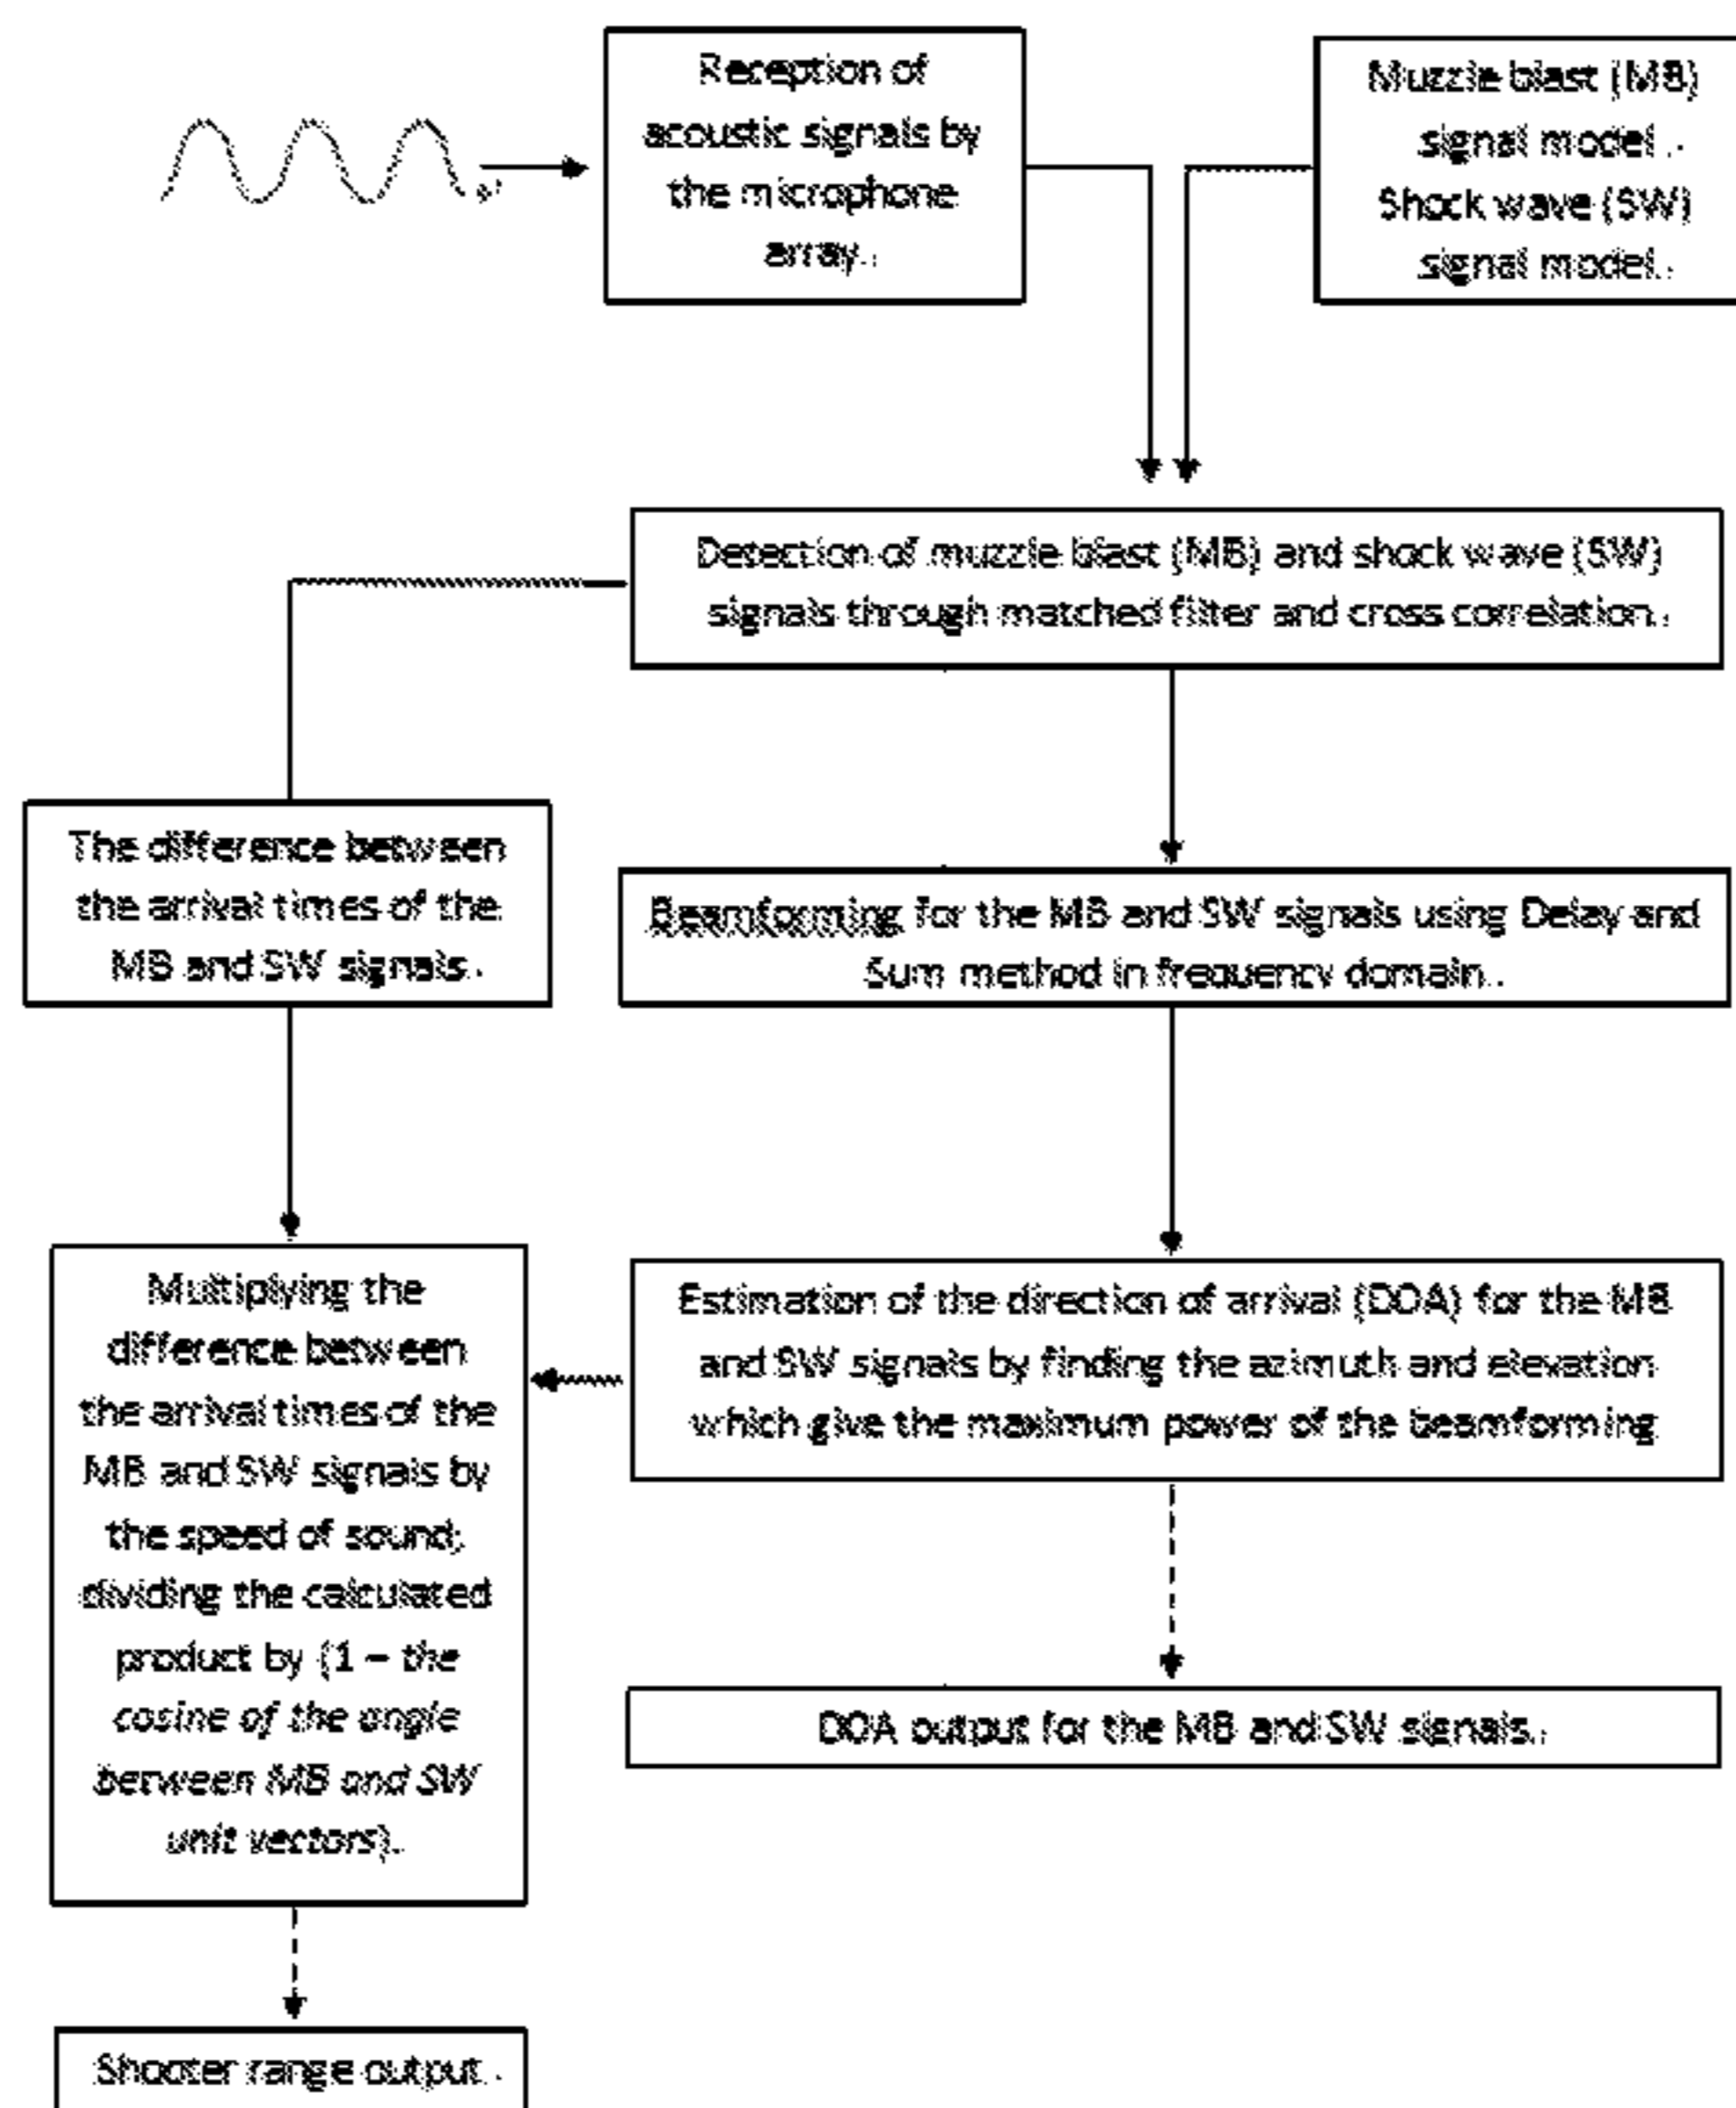 Reception of
acoustic signals by
the microphone
array.
Muzzle blast (MB)
signal model.
Shock wave (SW)
signal model.
Detection of muzzle blast (MB) and shock wave (SW)
signals through matched filter and cross correlation.
The difference between
the arrival times of the
MB and SW signals.
Beamforming for the MB and SW signals using Delay and
Sum method in frequency domain.
Multiplying the
difference between
the arrival times of the
MB and SW signals by
the speed of sound;
dividing the calculated
product by (1 – the
cosine of the angle
between MB and SW
unit vectors).
Estimation of the direction of arrival (DOA) for the MB
and SW signals by finding the azimuth and elevation
which give the maximum power of the beamforming
DOA output for the MB and SW signals.
Shooter range output.